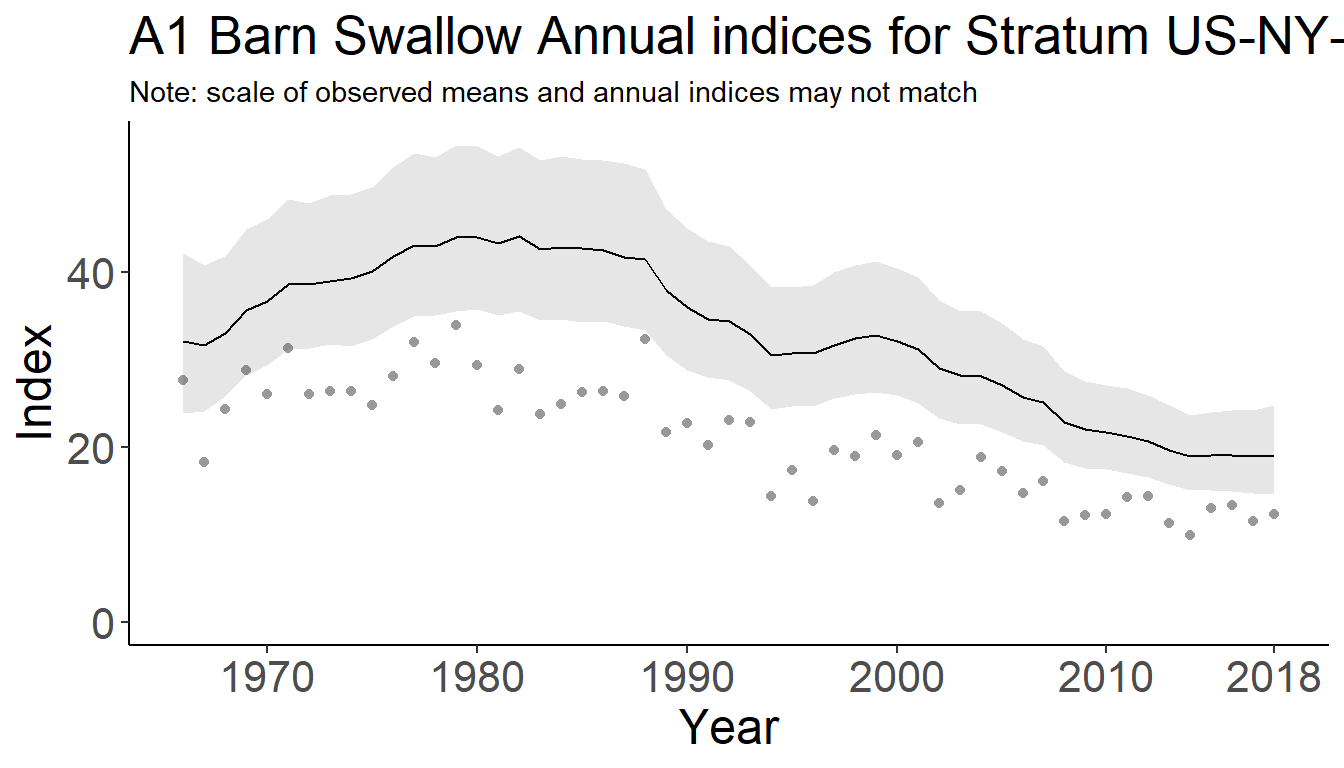 A1 Barn Swallow Annual indices for Stratum US-NY-
Note: scale of observed means and annual indices may not match
Index
40
20
0
1970 1980 1990 2000 2010 2018
Year